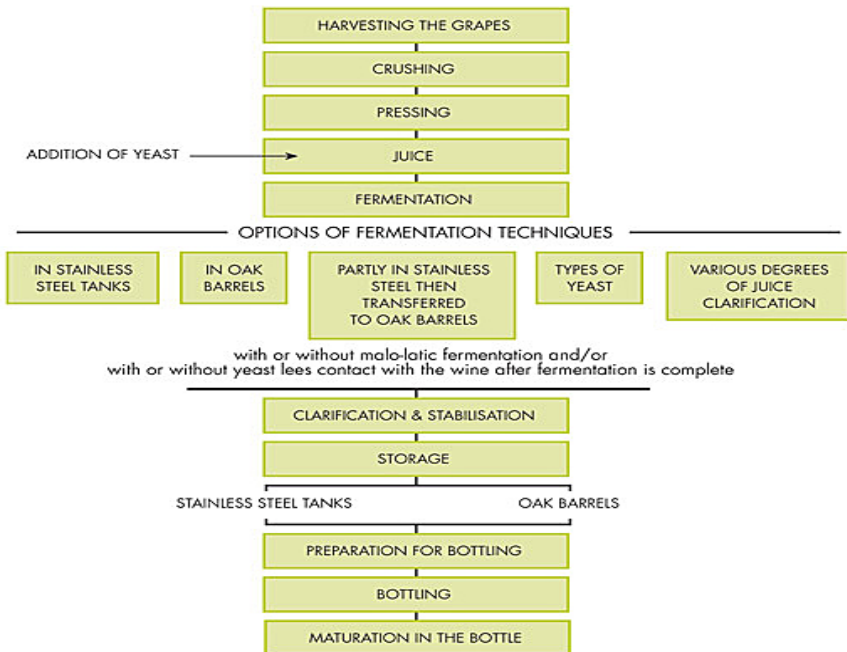 HARVESTING THE GRAPES
CRUSHING
PRESSING
ADDITION OF YEAST
JUICE
FERMENTATION
OPTIONS OF FERMENTATION TECHNIQUES
IN STAINLESS
STEEL TANKS
IN OAK
BARRELS
PARTLY IN STAINLESS
STEEL THEN
TRANSFERRED
TO OAK BARRELS
TYPES OF
YEAST
VARIOUS DEGREES
OF JUICE
CLARIFICATION
with or without malo-latic fermentation and/or
with or without yeast lees contact with the wine after fermentation is complete
CLARIFICATION & STABILISATION
STORAGE
STAINLESS STEEL TANKS
OAK BARRELS
PREPARATION FOR BOTTLING
BOTTLING
MATURATION IN THE BOTTLE